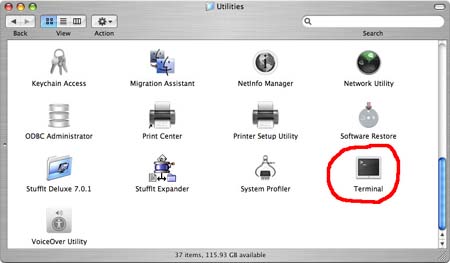 Utilities
Back View Action Search
Keychain Access Migration Assistant NetInfo Manager Network Utility
ODBC Administrator Print Center Printer Setup Utility Software Restore
StuffIt Deluxe 7.0.1 StuffIt Expander System Profiler Terminal
VoiceOver Utility
37 items, 115.93 GB available